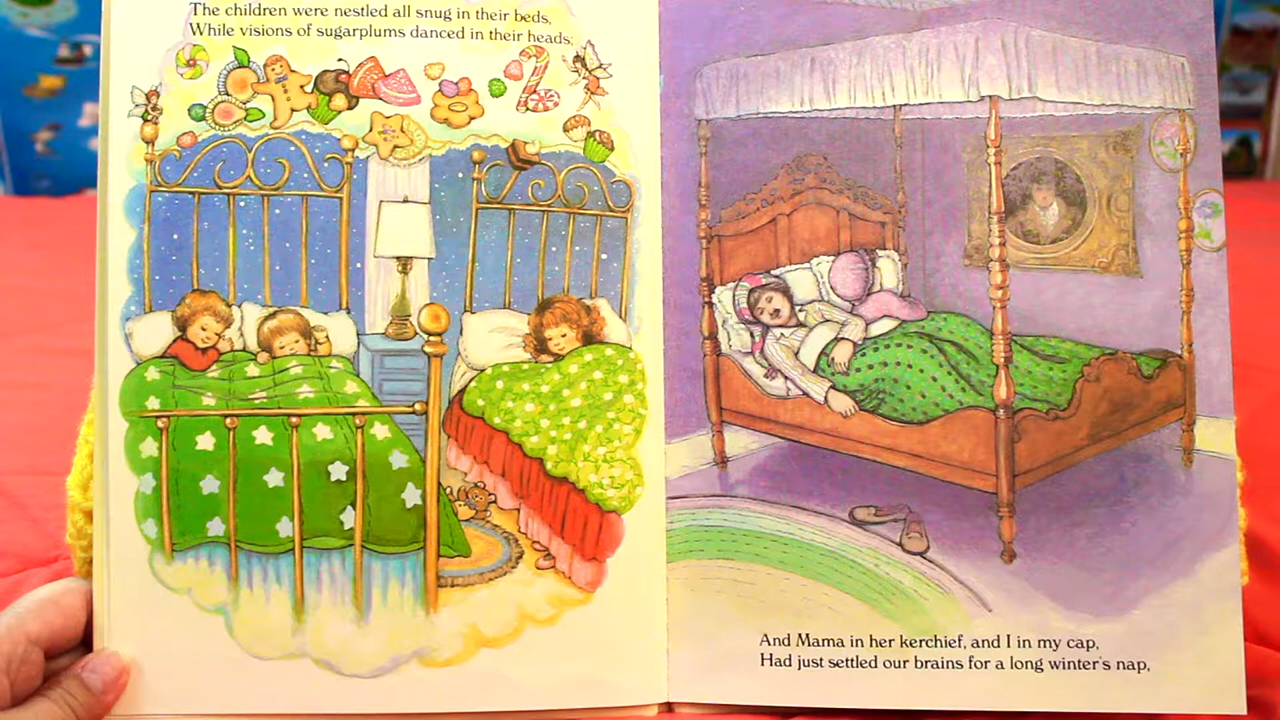 The children were nestled all snug in their beds,
While visions of sugarplums danced in their heads;
And Mama in her kerchief, and I in my cap,
Had just settled our brains for a long winter's nap,